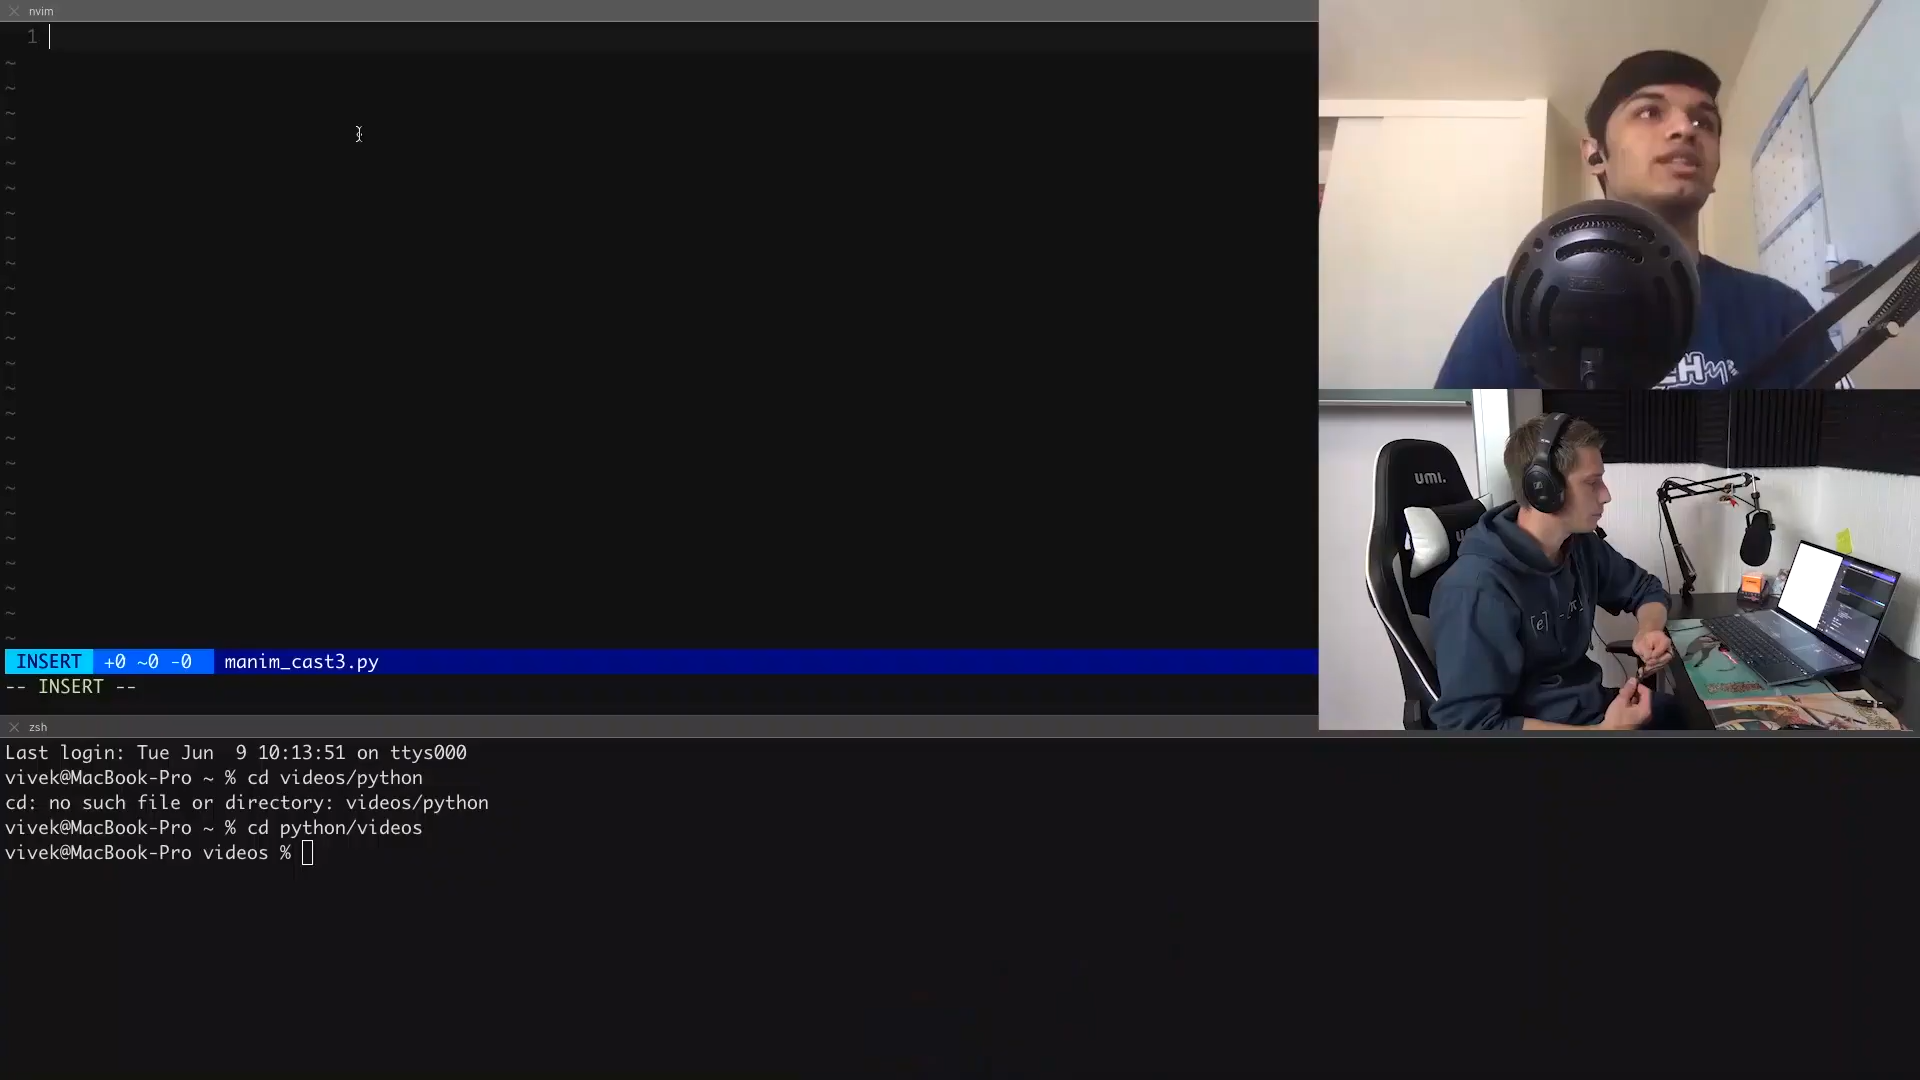 nvim
1
INSERT +0 ~0 -0 manim_cast3.py
-- INSERT --
zsh
Last login: Tue Jun  9 10:13:51 on ttys000
vivek@MacBook-Pro ~ % cd videos/python
cd: no such file or directory: videos/python
vivek@MacBook-Pro ~ % cd python/videos
vivek@MacBook-Pro videos %
umi.